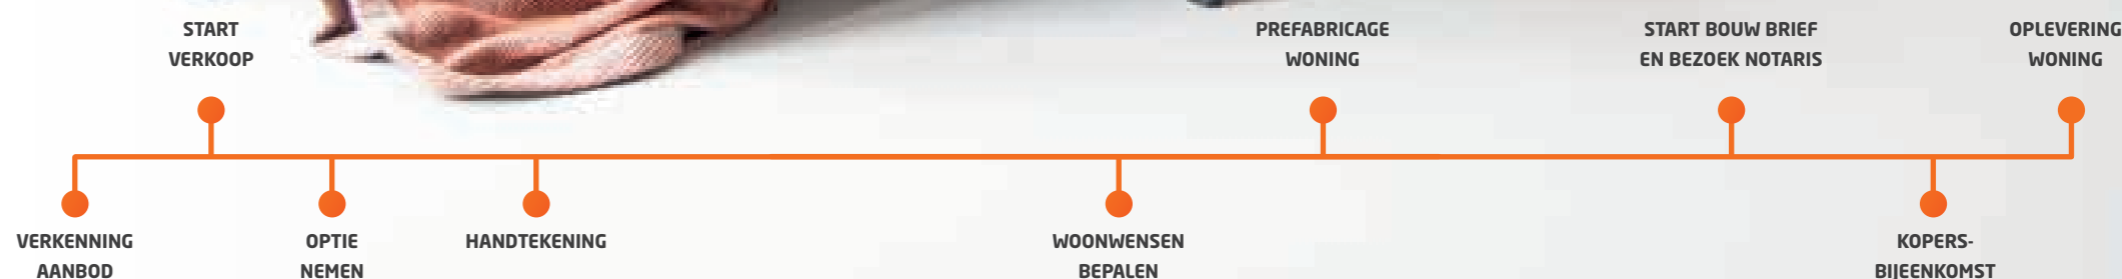 START
VERKOOP
PREFABRICAGE
WONING
START BOUW BRIEF
EN BEZOEK NOTARIS
OPLEVERING
WONING
VERKENNING
AANBOD
OPTIE
NEMEN
HANDTEKENING
WOONWENSEN
BEPALEN
KOPERS-
BIJEENKOMST